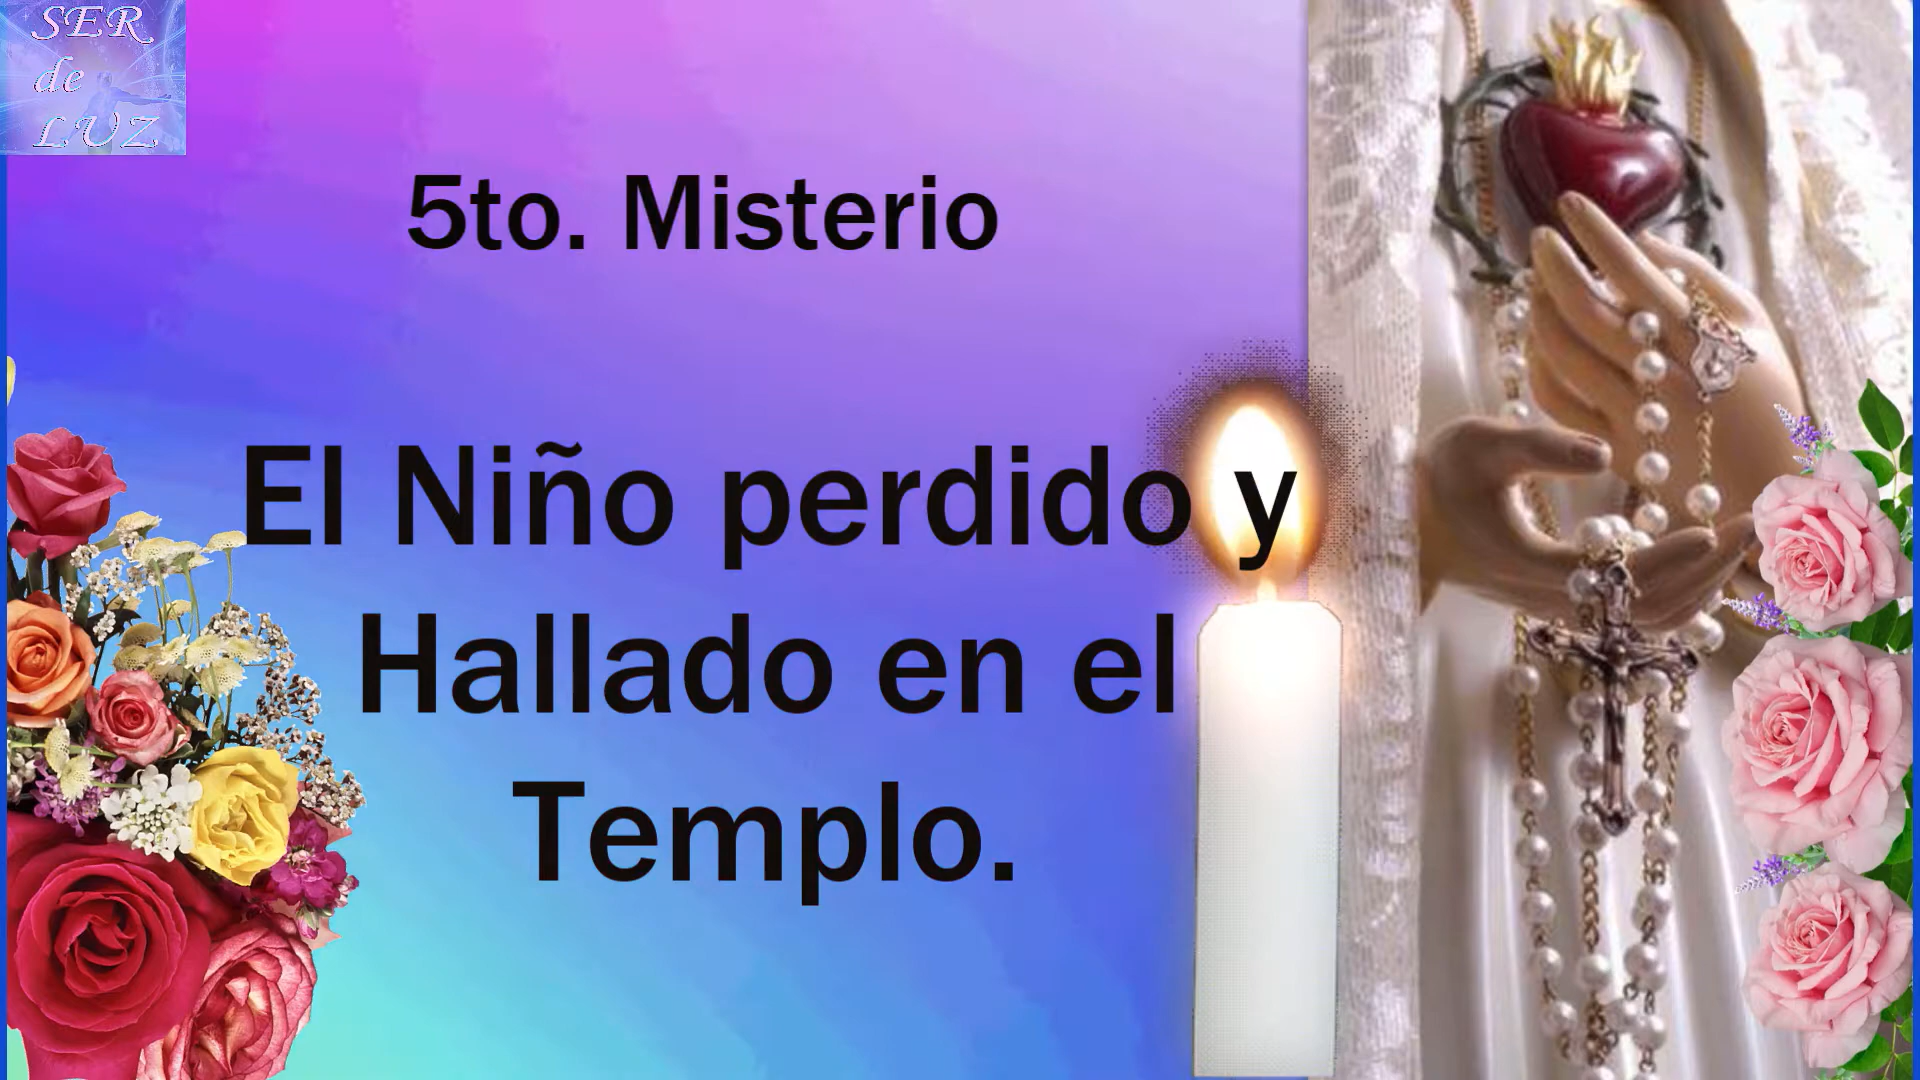 SER
de
LUZ
5to. Misterio
El Niño perdido y
Hallado en el
Templo.